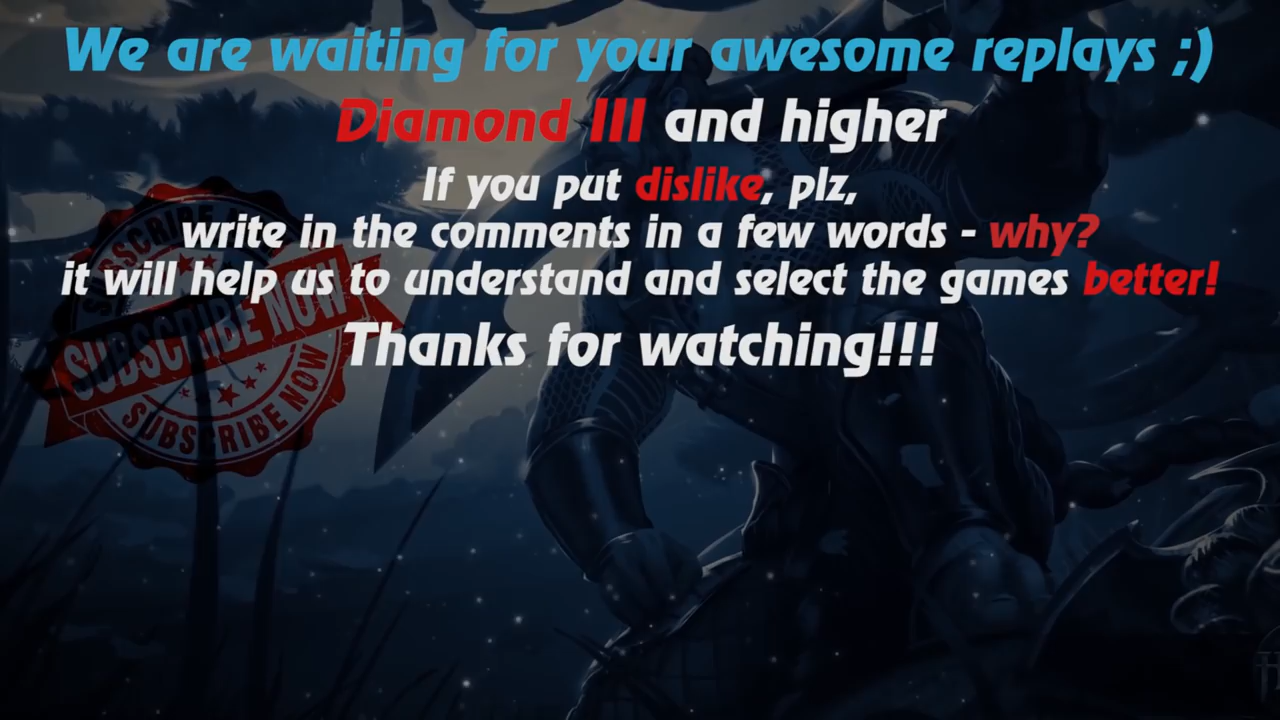 We are waiting for your awesome replays ;)
Diamond III and higher
If you put dislike, plz,
write in the comments in a few words - why?
it will help us to understand and select the games better!
Thanks for watching!!!
SUBSCRIBE NOW
SUBSCRIBE NOW